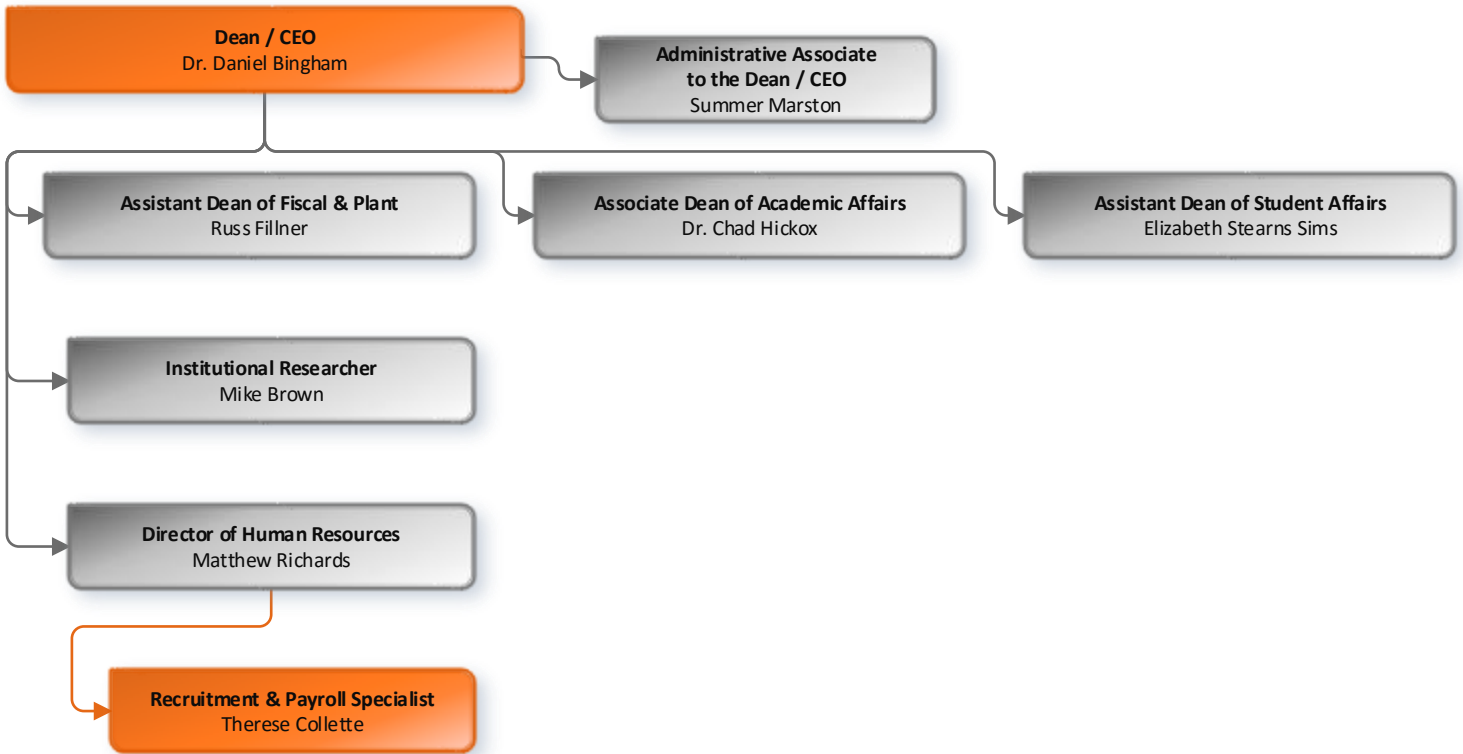 Dean / CEO
Dr. Daniel Bingham
Administrative Associate
to the Dean / CEO
Summer Marston
Assistant Dean of Fiscal & Plant
Russ Fillner
Associate Dean of Academic Affairs
Dr. Chad Hickox
Assistant Dean of Student Affairs
Elizabeth Stearns Sims
Institutional Researcher
Mike Brown
Director of Human Resources
Matthew Richards
Recruitment & Payroll Specialist
Therese Collette